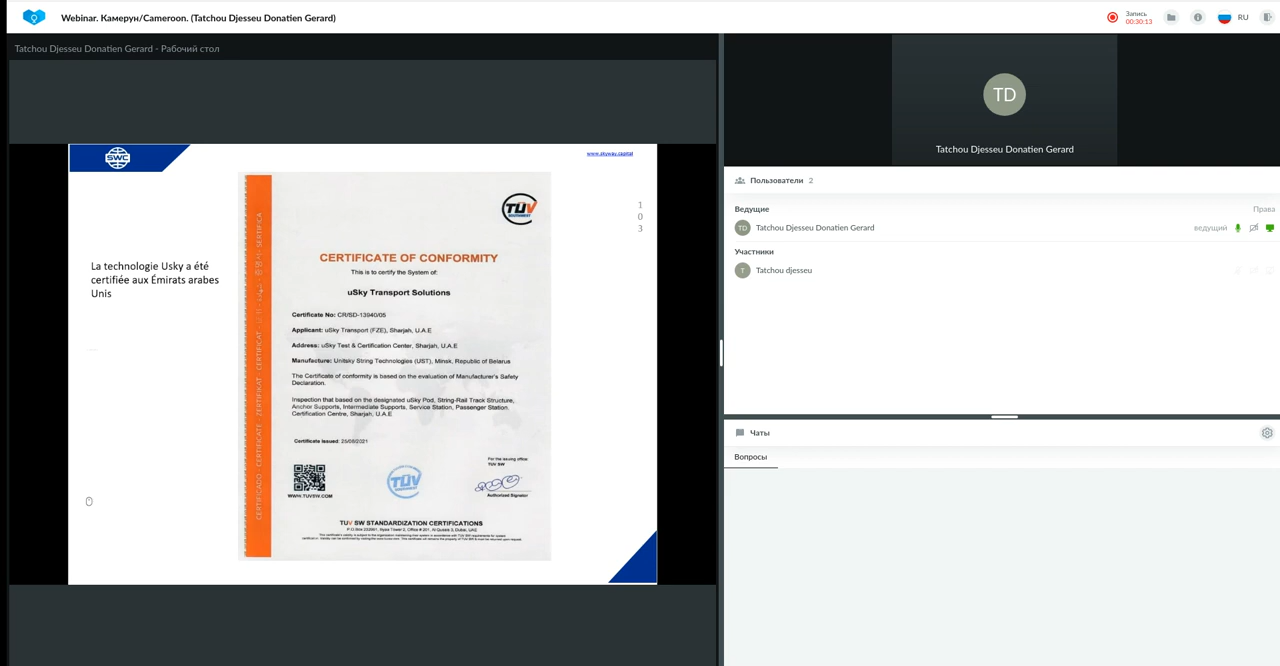 Webinar. Камерун/Cameroon. (Tatchou Djesseu Donatien Gerard)
Запись
00:30:13
RU
Tatchou Djesseu Donatien Gerard - Рабочий стол
SWC
www.skyway.capital
103
La technologie Usky a été
certifiée aux Émirats arabes
Unis
TUV
CERTIFICATE OF CONFORMITY
This is to certify the System of:
uSky Transport Solutions
Certificate No: CR/SD-13940/05
Applicant: uSky Transport (FZE), Sharjah, U.A.E
Address: uSky Test & Certification Center, Sharjah, U.A.E
Manufacture: Unitsky String Technologies (UST), Minsk, Republic of Belarus
The Certificate of conformity is based on the evaluation of Manufacturer's Safety
Declaration.
Inspection that based on the designated uSky Pod, String-Rail Track Structure,
Anchor Supports, Intermediate Supports, Service Station, Passenger Station
Certification Centre, Sharjah, U.A.E
Certificate Issued: 25/08/2021
For the issuing office:
TUV SW
WWW.TUVSW.COM
TUV
Authorized Signator
TUV SW STANDARDIZATION CERTIFICATIONS
TD
Tatchou Djesseu Donatien Gerard
Пользователи 2
Ведущие
Права
TD
Tatchou Djesseu Donatien Gerard
ведущий
Участники
T
Tatchou djesseu
Чаты
Вопросы